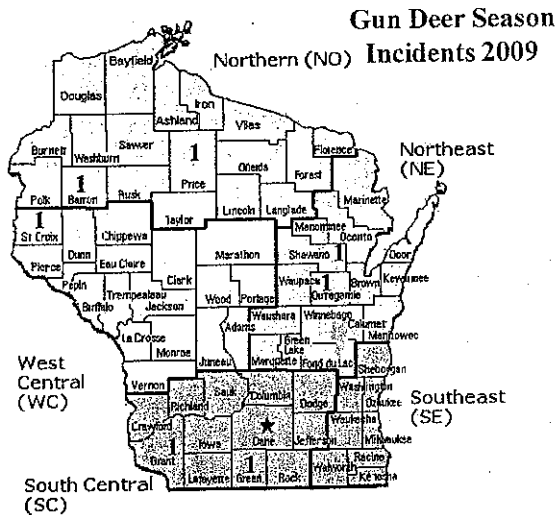 Gun Deer Season
Incidents 2009
Northern (NO)
Bayfield
Douglas
Iron
Ashland
Vilas
Burnett
Washburn
Sawyer
1
Price
Oneida
Florence
Forest
Northeast
(NE)
Marinette
Polk
1
Barron
Rusk
Taylor
Lincoln
Langlade
Menominee
Oconto
1
St Croix
Dunn
Chippewa
Marathon
Shawano
1
Door
Pierce
Pepin
Eau Claire
Clark
Waupaca
1
Outagamie
Brown
Kewaunee
Buffalo
Trempealeau
Jackson
Wood
Portage
Waushara
Winnebago
Calumet
Manitowoc
La Crosse
Monroe
Adams
Juneau
Marquette
Green
Lake
Fond du Lac
Sheboygan
West
Central
(WC)
Vernon
Richland
Sauk
Columbia
Dodge
Washington
Ozaukee
Southeast
(SE)
Crawford
1
Grant
Iowa
Dane
Jefferson
Waukesha
Milwaukee
South Central
(SC)
Lafayette
1
Green
Rock
Walworth
Racine
Kenosha